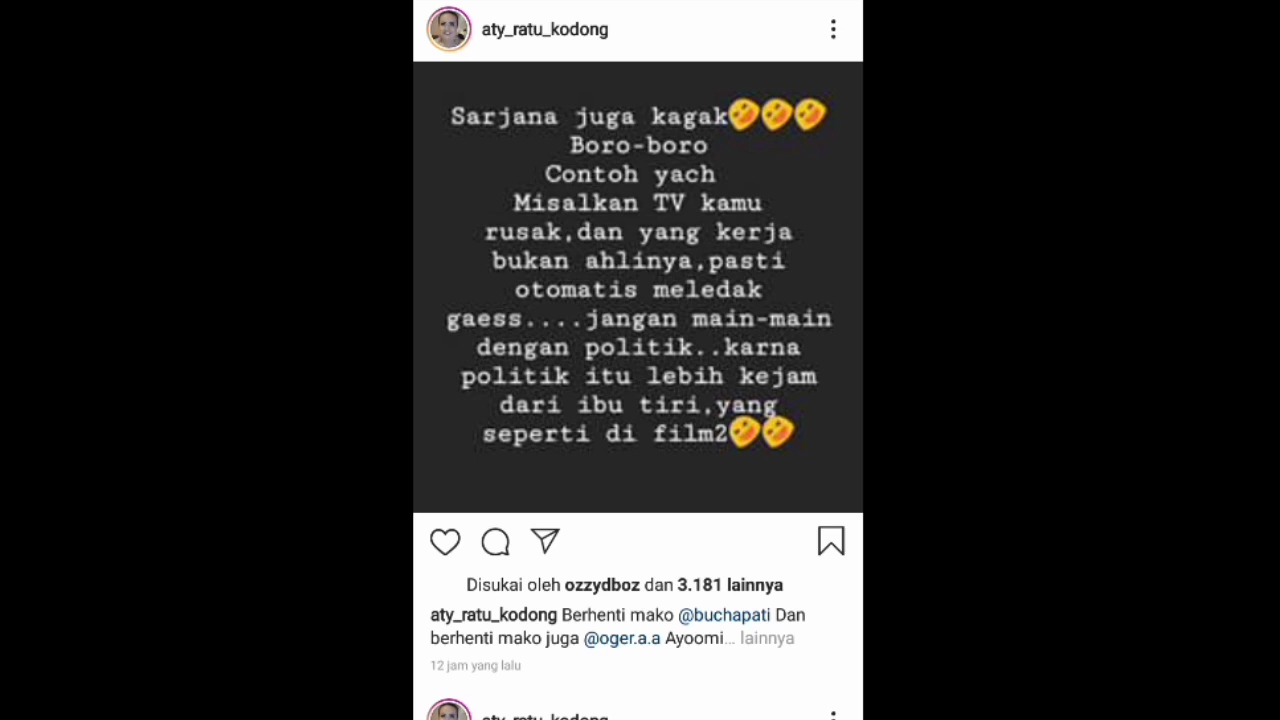 aty_ratu_kodong
Sarjana juga kagak🤣🤣🤣
Boro-boro
Contoh yach
Misalkan TV kamu
rusak,dan yang kerja
bukan ahlinya,pasti
otomatis meledak
gaess....jangan main-main
dengan politik..karna
politik itu lebih kejam
dari ibu tiri,yang
seperti di film2🤣🤣
Disukai oleh ozzydboz dan 3.181 lainnya
aty_ratu_kodong Berhenti mako @buchapati Dan
berhenti mako juga @oger.a.a Ayoomi... lainnya
12 jam yang lalu
aty_ratu_kodong